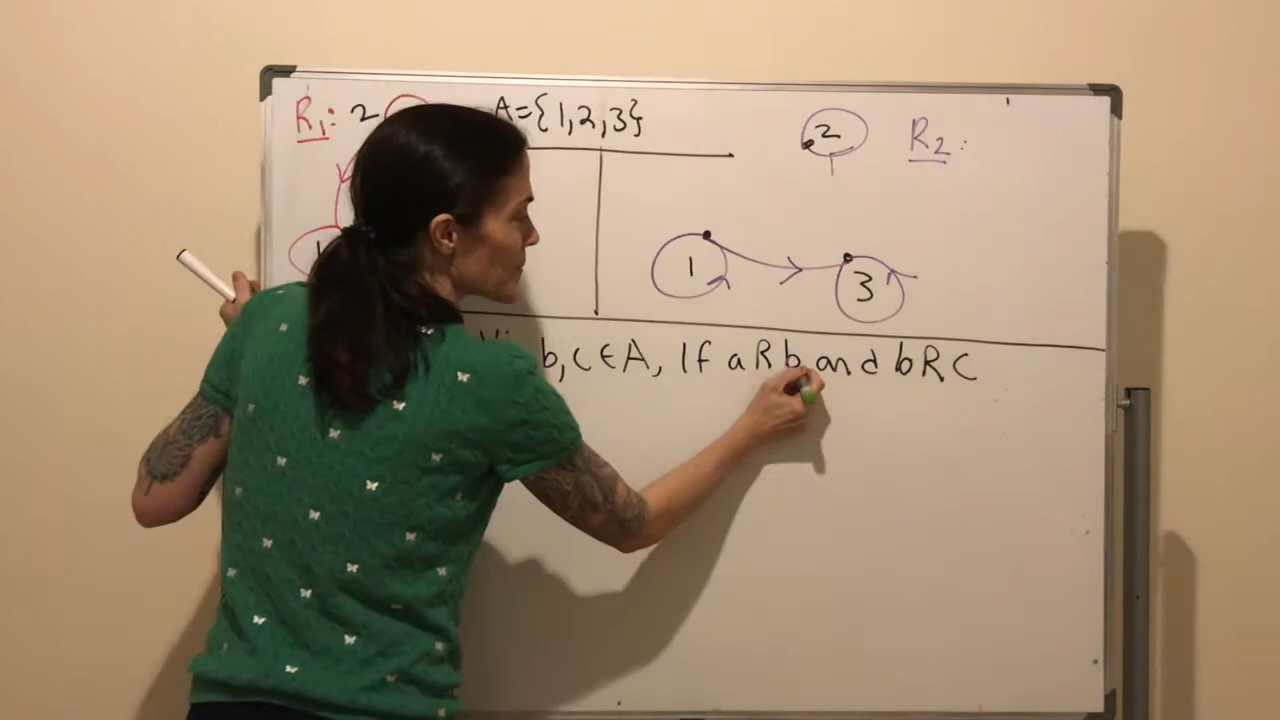 R₁: 2 A={1,2,3} 2 R₂:
1 3
b,c∈A, If aRb and bRc